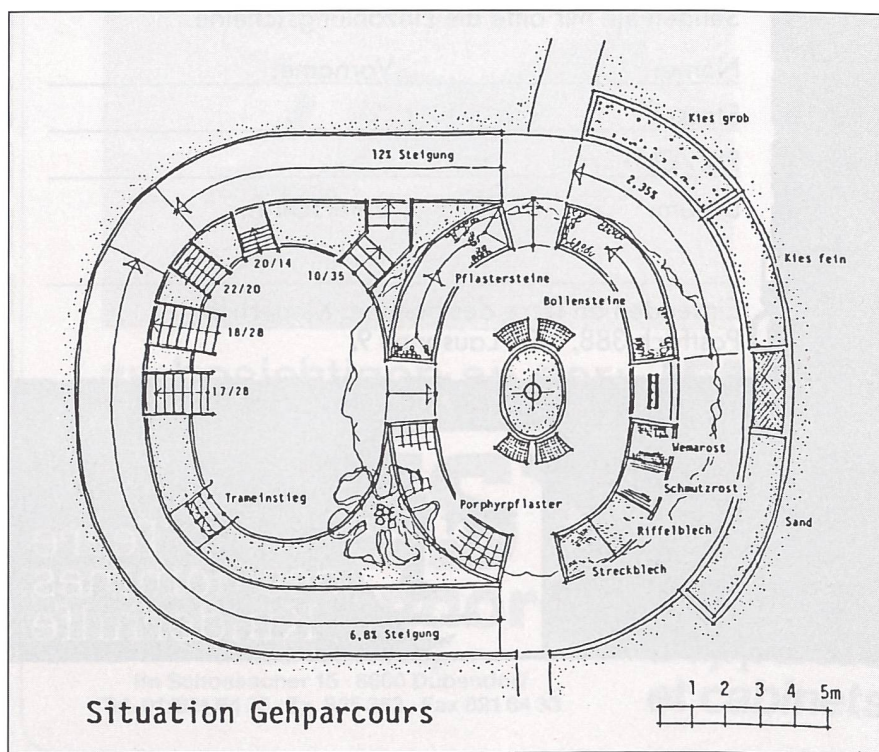 Kies grob
12% Steigung
2,35%
20/14
10/35
22/20
Pflastersteine
Kies fein
Bollensteine
18/28
17/28
Wemarost
Trameinstieg
Schmutzrost
Porphyrpflaster
Riffelblech
Sand
Streckblech
6,8% Steigung
Situation Gehparcours
1 2 3 4 5m